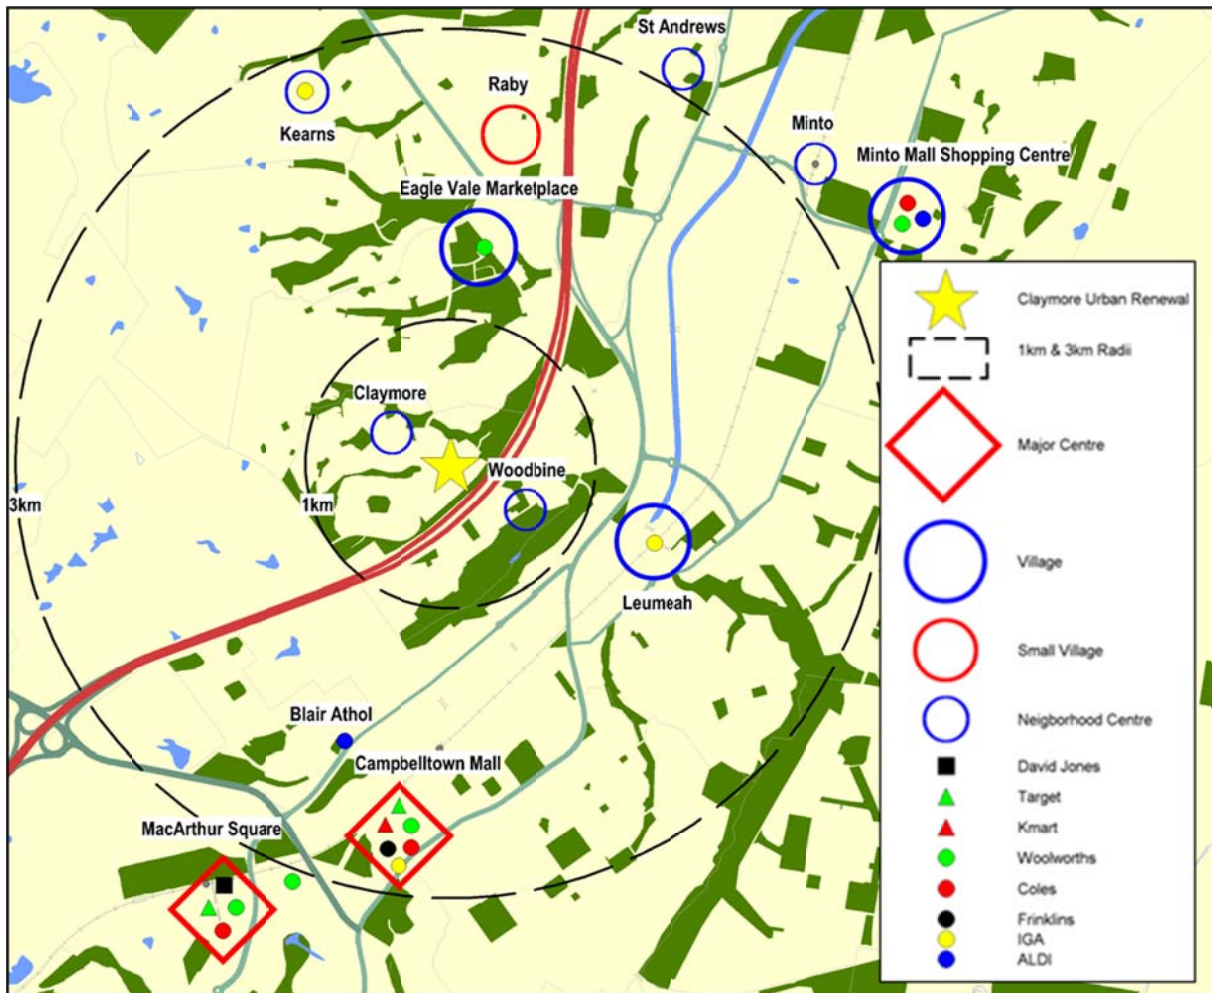 St Andrews
Raby
Kearns
Minto
Minto Mall Shopping Centre
Eagle Vale Marketplace
Claymore
Woodbine
3km
1km
Leumeah
Blair Athol
Campbelltown Mall
MacArthur Square
Claymore Urban Renewal
1km & 3km Radii
Major Centre
Village
Small Village
Neigborhood Centre
David Jones
Target
Kmart
Woolworths
Coles
Frinklins
IGA
ALDI